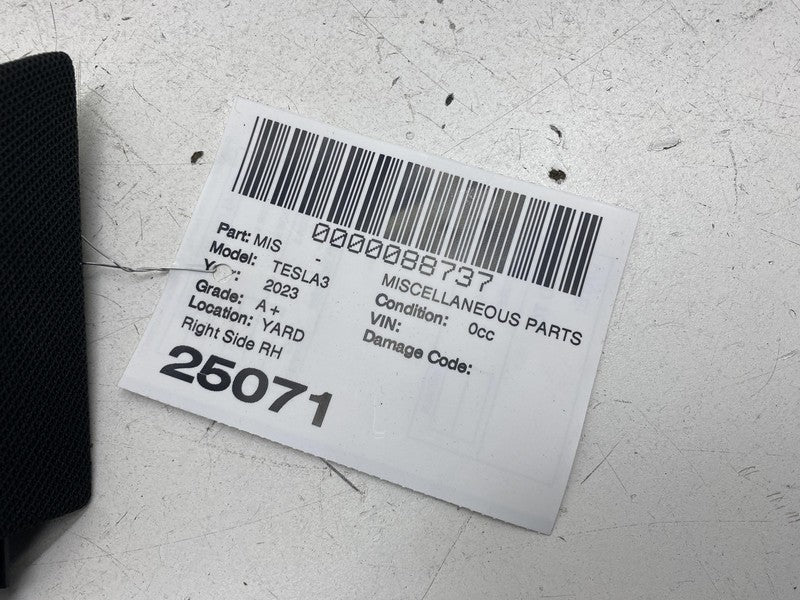 0000088737
Part: MIS - MISCELLANEOUS PARTS
Model: TESLA3 Condition: 0cc
Year: 2023 VIN:
Grade: A+ Damage Code:
Location: YARD
Right Side RH
25071